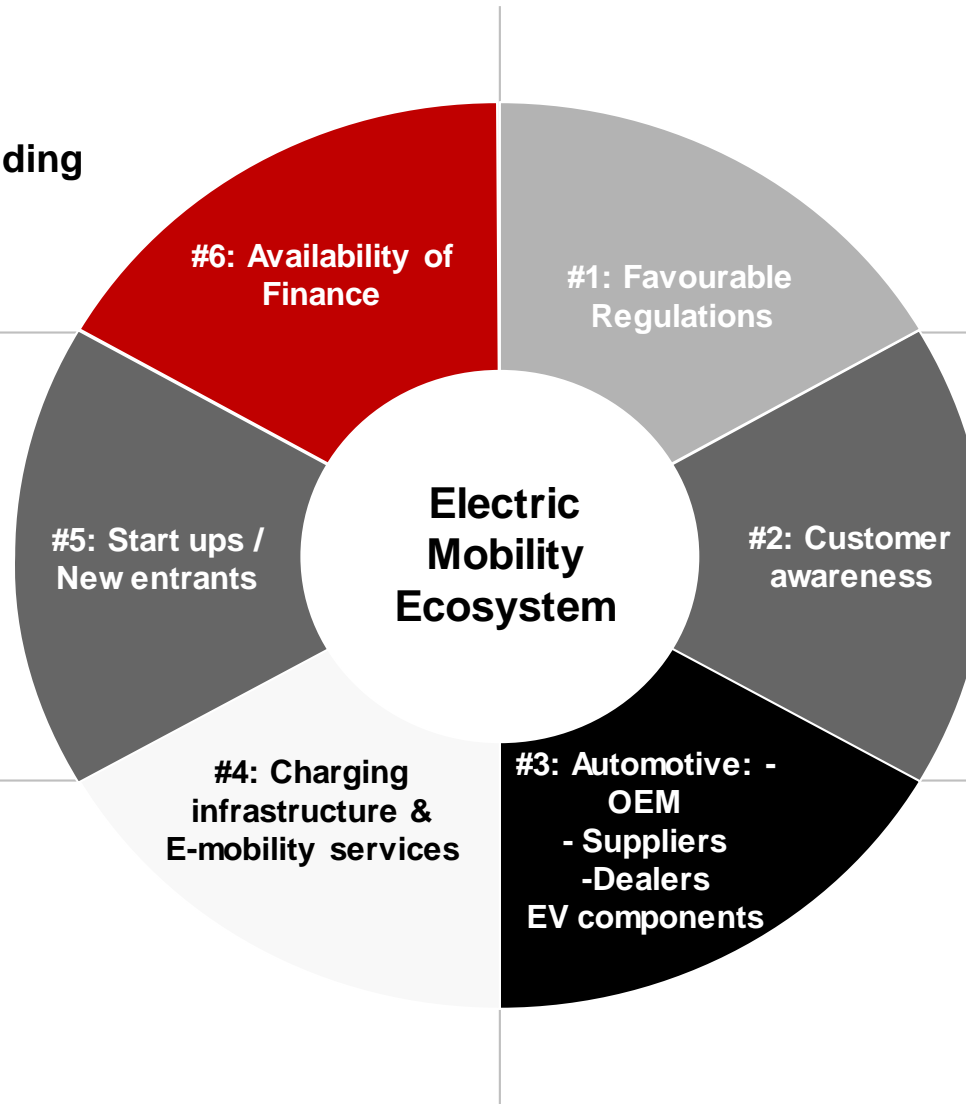 ding
#6: Availability of
Finance
#1: Favourable
Regulations
#5: Start ups /
New entrants
Electric
Mobility
Ecosystem
#2: Customer
awareness
#4: Charging
infrastructure &
E-mobility services
#3: Automotive: -
OEM
- Suppliers
-Dealers
EV components